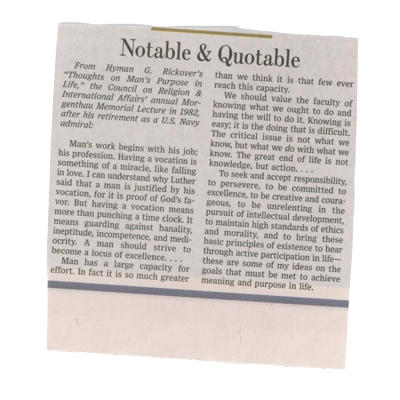 Notable & Quotable
From Hyman G. Rickover's
"Thoughts on Man's Purpose in
Life," the Council on Religion &
International Affairs' annual Mor-
genthau Memorial Lecture in 1982,
after his retirement as a U.S. Navy
admiral:
Man's work begins with his job;
his profession. Having a vocation is
something of a miracle, like falling
in love. I can understand why Luther
said that a man is justified by his
vocation, for it is proof of God's fa-
vor. But having a vocation means
more than punching a time clock. It
means guarding against banality,
ineptitude, incompetence, and medi-
ocrity. A man should strive to
become a locus of excellence. . . .
Man has a large capacity for
effort. In fact it is so much greater
than we think it is that few ever
reach this capacity.
We should value the faculty of
knowing what we ought to do and
having the will to do it. Knowing is
easy; it is the doing that is difficult.
The critical issue is not what we
know, but what we do with what we
know. The great end of life is not
knowledge, but action. . . .
To seek and accept responsibility,
to persevere, to be committed to
excellence, to be creative and coura-
geous, to be unrelenting in the
pursuit of intellectual development,
to maintain high standards of ethics
and morality, and to bring these
basic principles of existence to bear
through active participation in life—
these are some of my ideas on the
goals that must be met to achieve
meaning and purpose in life.